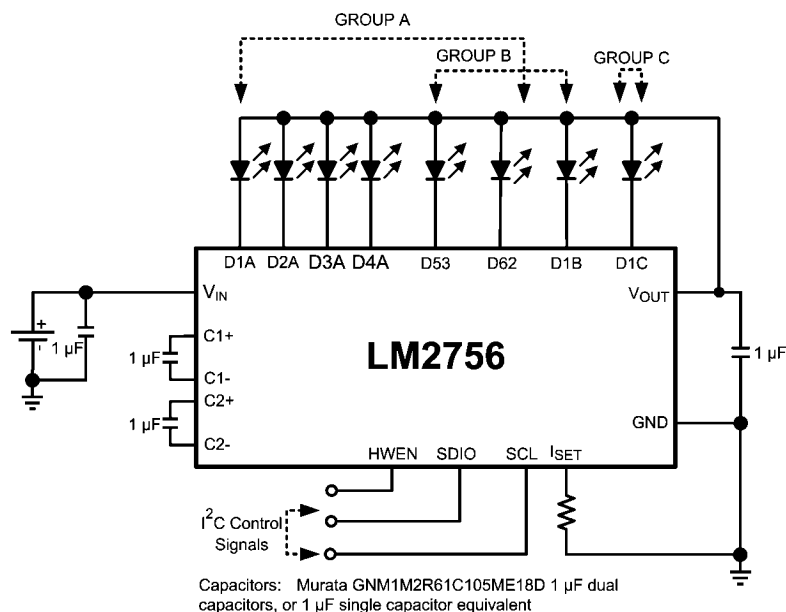 GROUP A
GROUP B
GROUP C
D1A D2A D3A D4A D53 D62 D1B D1C
VIN
VOUT
+
-
1 µF
C1+
1 µF
C1-
C2+
1 µF
C2-
LM2756
1 µF
GND
HWEN SDIO SCL ISET
I2C Control
Signals
Capacitors: Murata GNM1M2R61C105ME18D 1 µF dual
capacitors, or 1 µF single capacitor equivalent